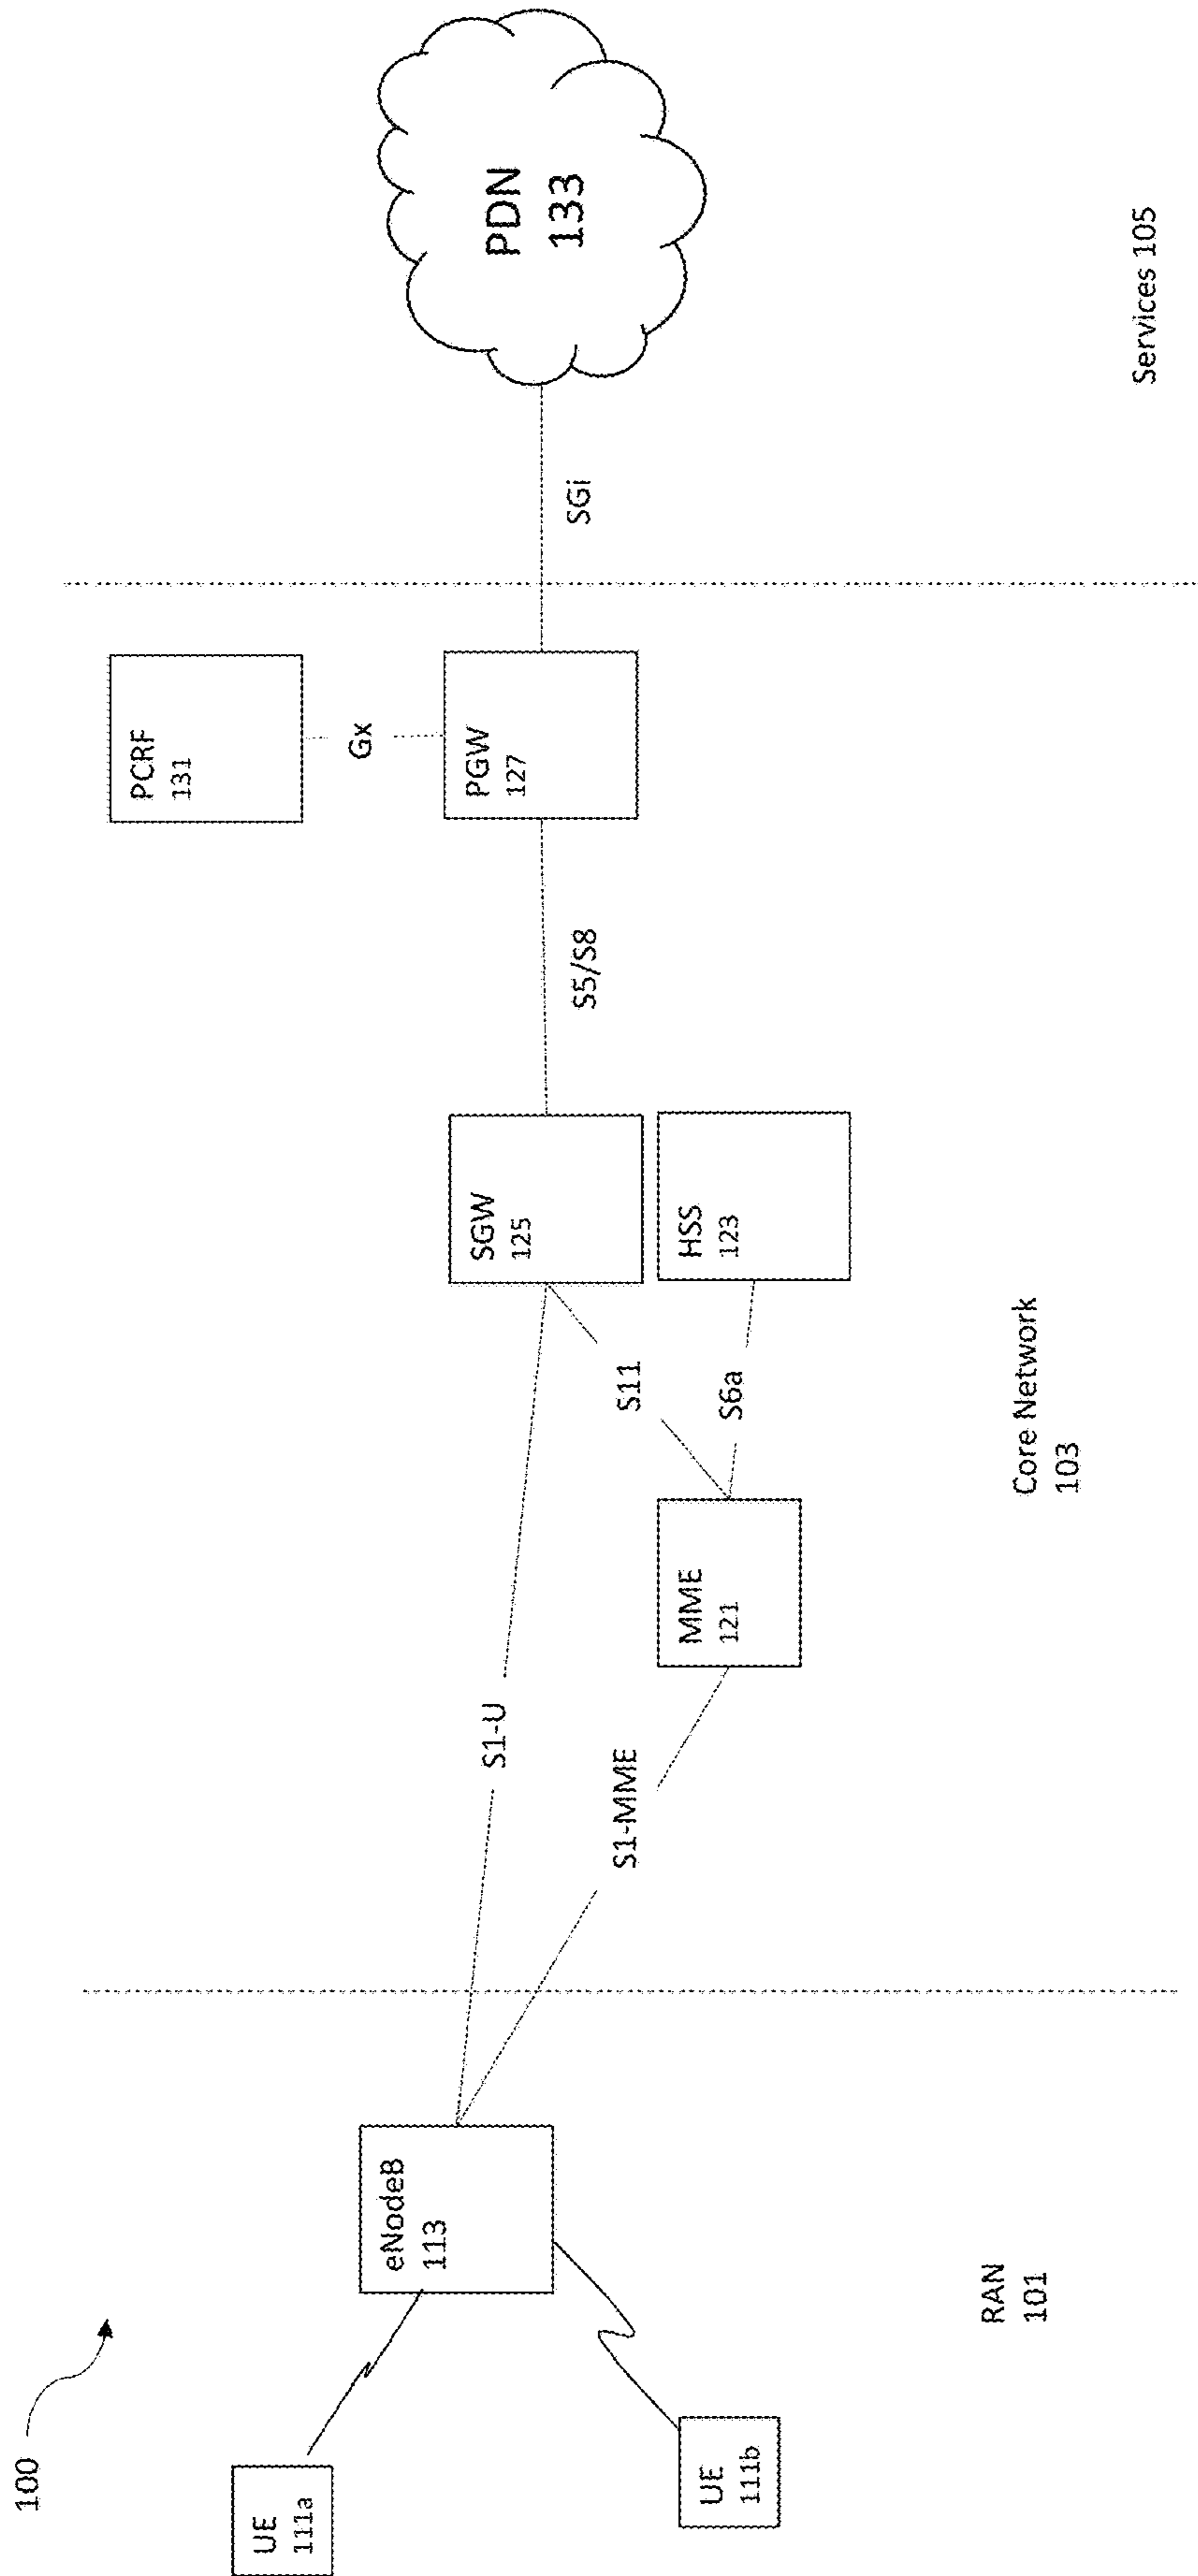 100
UE
111a
UE
111b
eNodeB
113
RAN
101
S1-U
S1-MME
MME
121
S11
S6a
SGW
125
HSS
123
Core Network
103
S5/S8
PCRF
131
Gx
PGW
127
SGi
PDN
133
Services 105